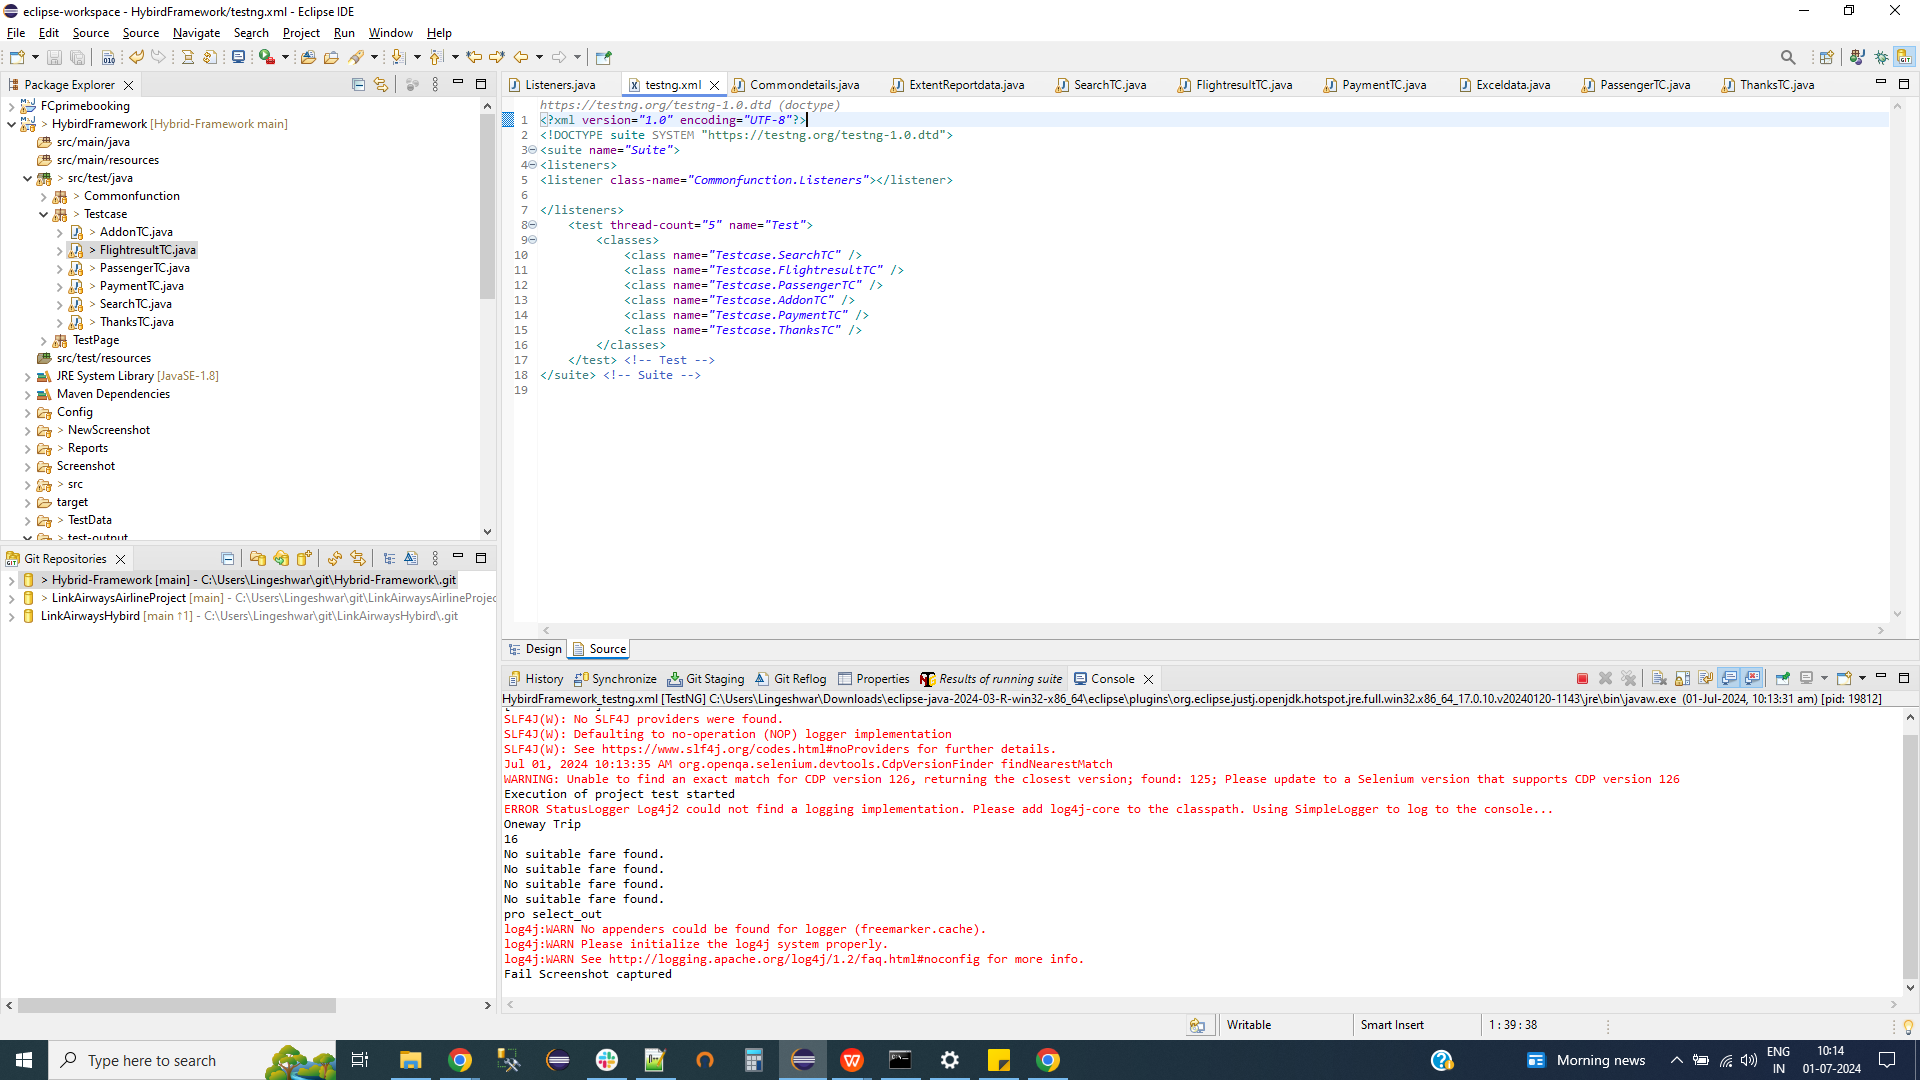 eclipse-workspace - HybirdFramework/testng.xml - Eclipse IDE
File Edit Source Source Navigate Search Project Run Window Help
Package Explorer
FCprimebooking
> HybirdFramework [Hybrid-Framework main]
src/main/java
src/main/resources
> src/test/java
> Commonfunction
> Testcase
> AddonTC.java
> FlightresultTC.java
> PassengerTC.java
> PaymentTC.java
> SearchTC.java
> ThanksTC.java
TestPage
src/test/resources
JRE System Library [JavaSE-1.8]
Maven Dependencies
Config
> NewScreenshot
> Reports
Screenshot
> src
target
> TestData
> test-output
Git Repositories
> Hybrid-Framework [main] - C:\Users\Lingeshwar\git\Hybrid-Framework\.git
> LinkAirwaysAirlineProject [main] - C:\Users\Lingeshwar\git\LinkAirwaysAirlineProjec
LinkAirwaysHybird [main ↑1] - C:\Users\Lingeshwar\git\LinkAirwaysHybird\.git
Listeners.java testng.xml Commondetails.java ExtentReportdata.java SearchTC.java FlightresultTC.java PaymentTC.java Exceldata.java PassengerTC.java ThanksTC.java
https://testng.org/testng-1.0.dtd (doctype)
1 <?xml version="1.0" encoding="UTF-8"?>
2 <!DOCTYPE suite SYSTEM "https://testng.org/testng-1.0.dtd">
3 <suite name="Suite">
4 <listeners>
5 <listener class-name="Commonfunction.Listeners"></listener>
6
7 </listeners>
8 <test thread-count="5" name="Test">
9 <classes>
10 <class name="Testcase.SearchTC" />
11 <class name="Testcase.FlightresultTC" />
12 <class name="Testcase.PassengerTC" />
13 <class name="Testcase.AddonTC" />
14 <class name="Testcase.PaymentTC" />
15 <class name="Testcase.ThanksTC" />
16 </classes>
17 </test> <!-- Test -->
18 </suite> <!-- Suite -->
19
Design Source
History Synchronize Git Staging Git Reflog Properties Results of running suite Console
HybirdFramework_testng.xml [TestNG] C:\Users\Lingeshwar\Downloads\eclipse-java-2024-03-R-win32-x86_64\eclipse\plugins\org.eclipse.justj.openjdk.hotspot.jre.full.win32.x86_64_17.0.10.v20240120-1143\jre\bin\javaw.exe (01-Jul-2024, 10:13:31 am) [pid: 19812]
SLF4J(W): No SLF4J providers were found.
SLF4J(W): Defaulting to no-operation (NOP) logger implementation
SLF4J(W): See https://www.slf4j.org/codes.html#noProviders for further details.
Jul 01, 2024 10:13:35 AM org.openqa.selenium.devtools.CdpVersionFinder findNearestMatch
WARNING: Unable to find an exact match for CDP version 126, returning the closest version; found: 125; Please update to a Selenium version that supports CDP version 126
Execution of project test started
ERROR StatusLogger Log4j2 could not find a logging implementation. Please add log4j-core to the classpath. Using SimpleLogger to log to the console...
Oneway Trip
16
No suitable fare found.
No suitable fare found.
No suitable fare found.
No suitable fare found.
pro select_out
log4j:WARN No appenders could be found for logger (freemarker.cache).
log4j:WARN Please initialize the log4j system properly.
log4j:WARN See http://logging.apache.org/log4j/1.2/faq.html#noconfig for more info.
Fail Screenshot captured
Writable Smart Insert 1 : 39 : 38
Type here to search
Morning news
ENG
IN
10:14
01-07-2024